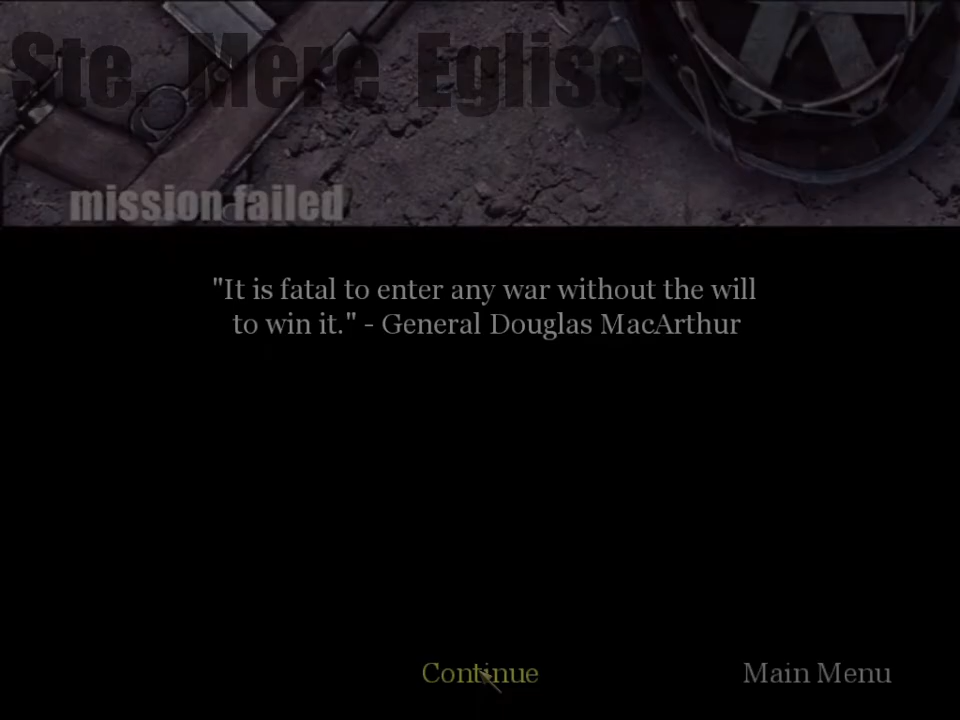 Ste. Mere Eglise
mission failed
"It is fatal to enter any war without the will
to win it." - General Douglas MacArthur
Continue
Main Menu